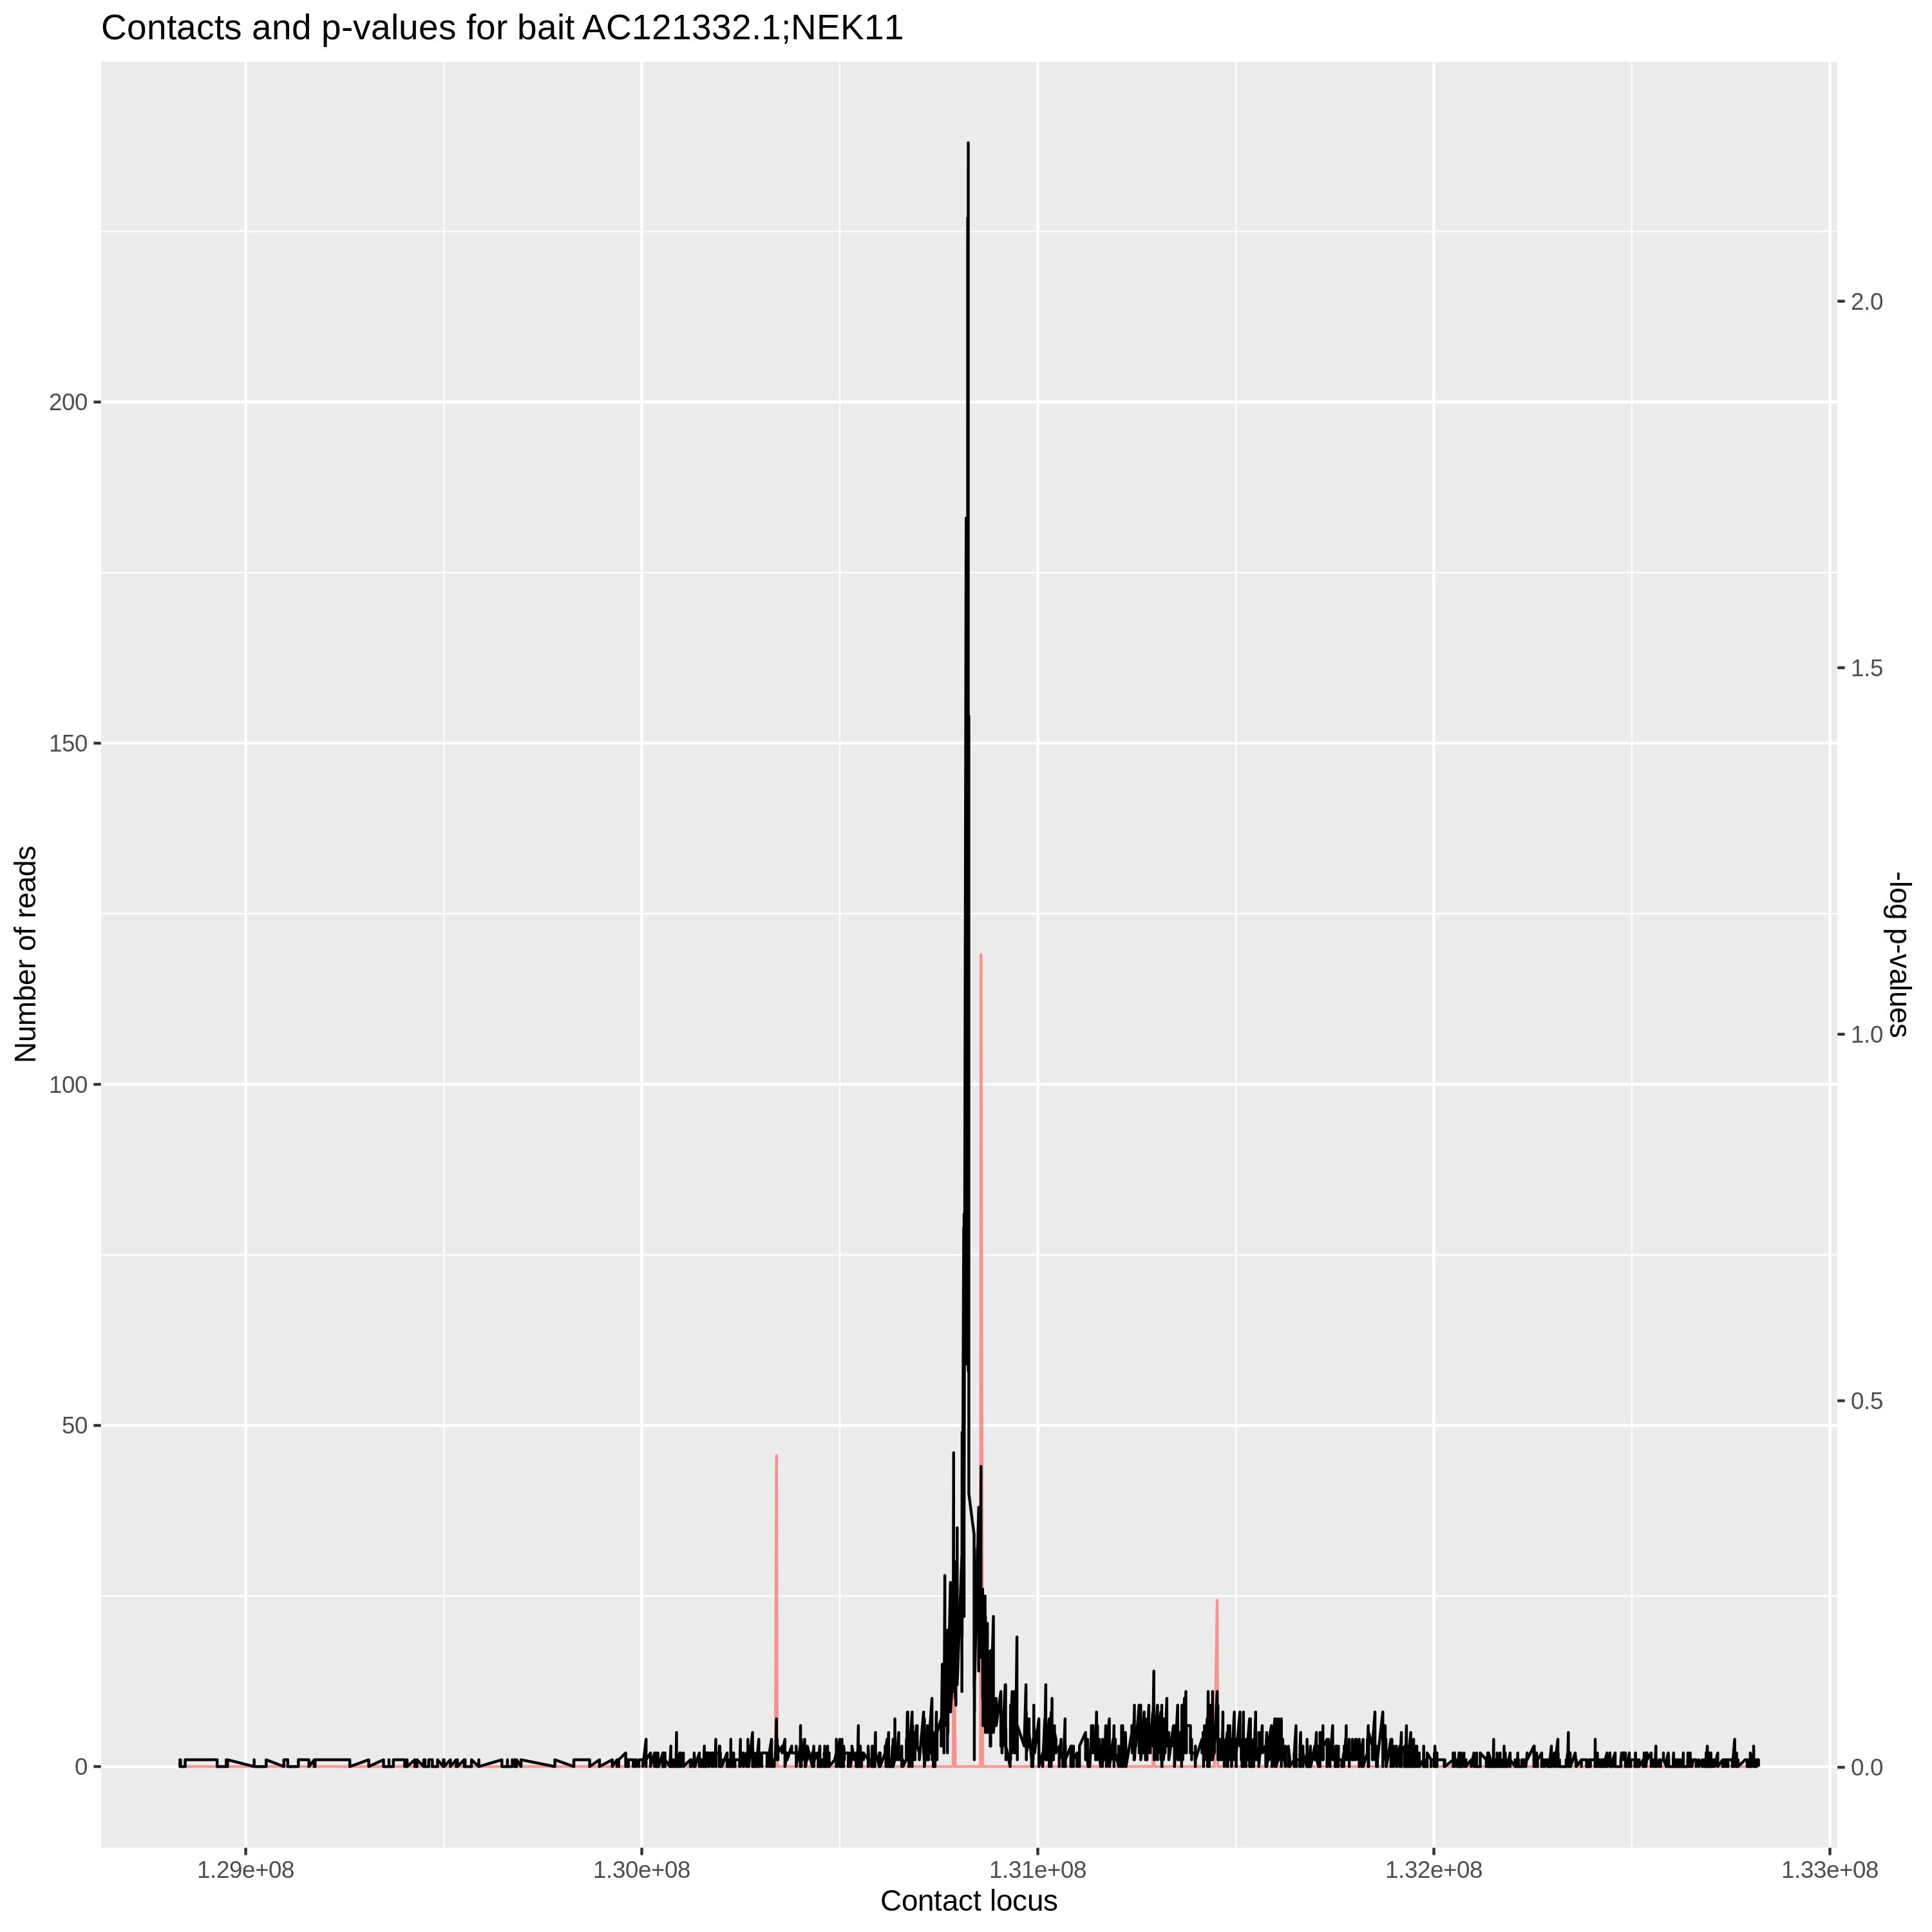 Contacts and p-values for bait AC121332.1;NEK11
Number of reads
200
150
100
50
0
2.0
1.5
1.0
0.5
0.0
-log p-values
1.29e+08
1.30e+08
1.31e+08
1.32e+08
1.33e+08
Contact locus